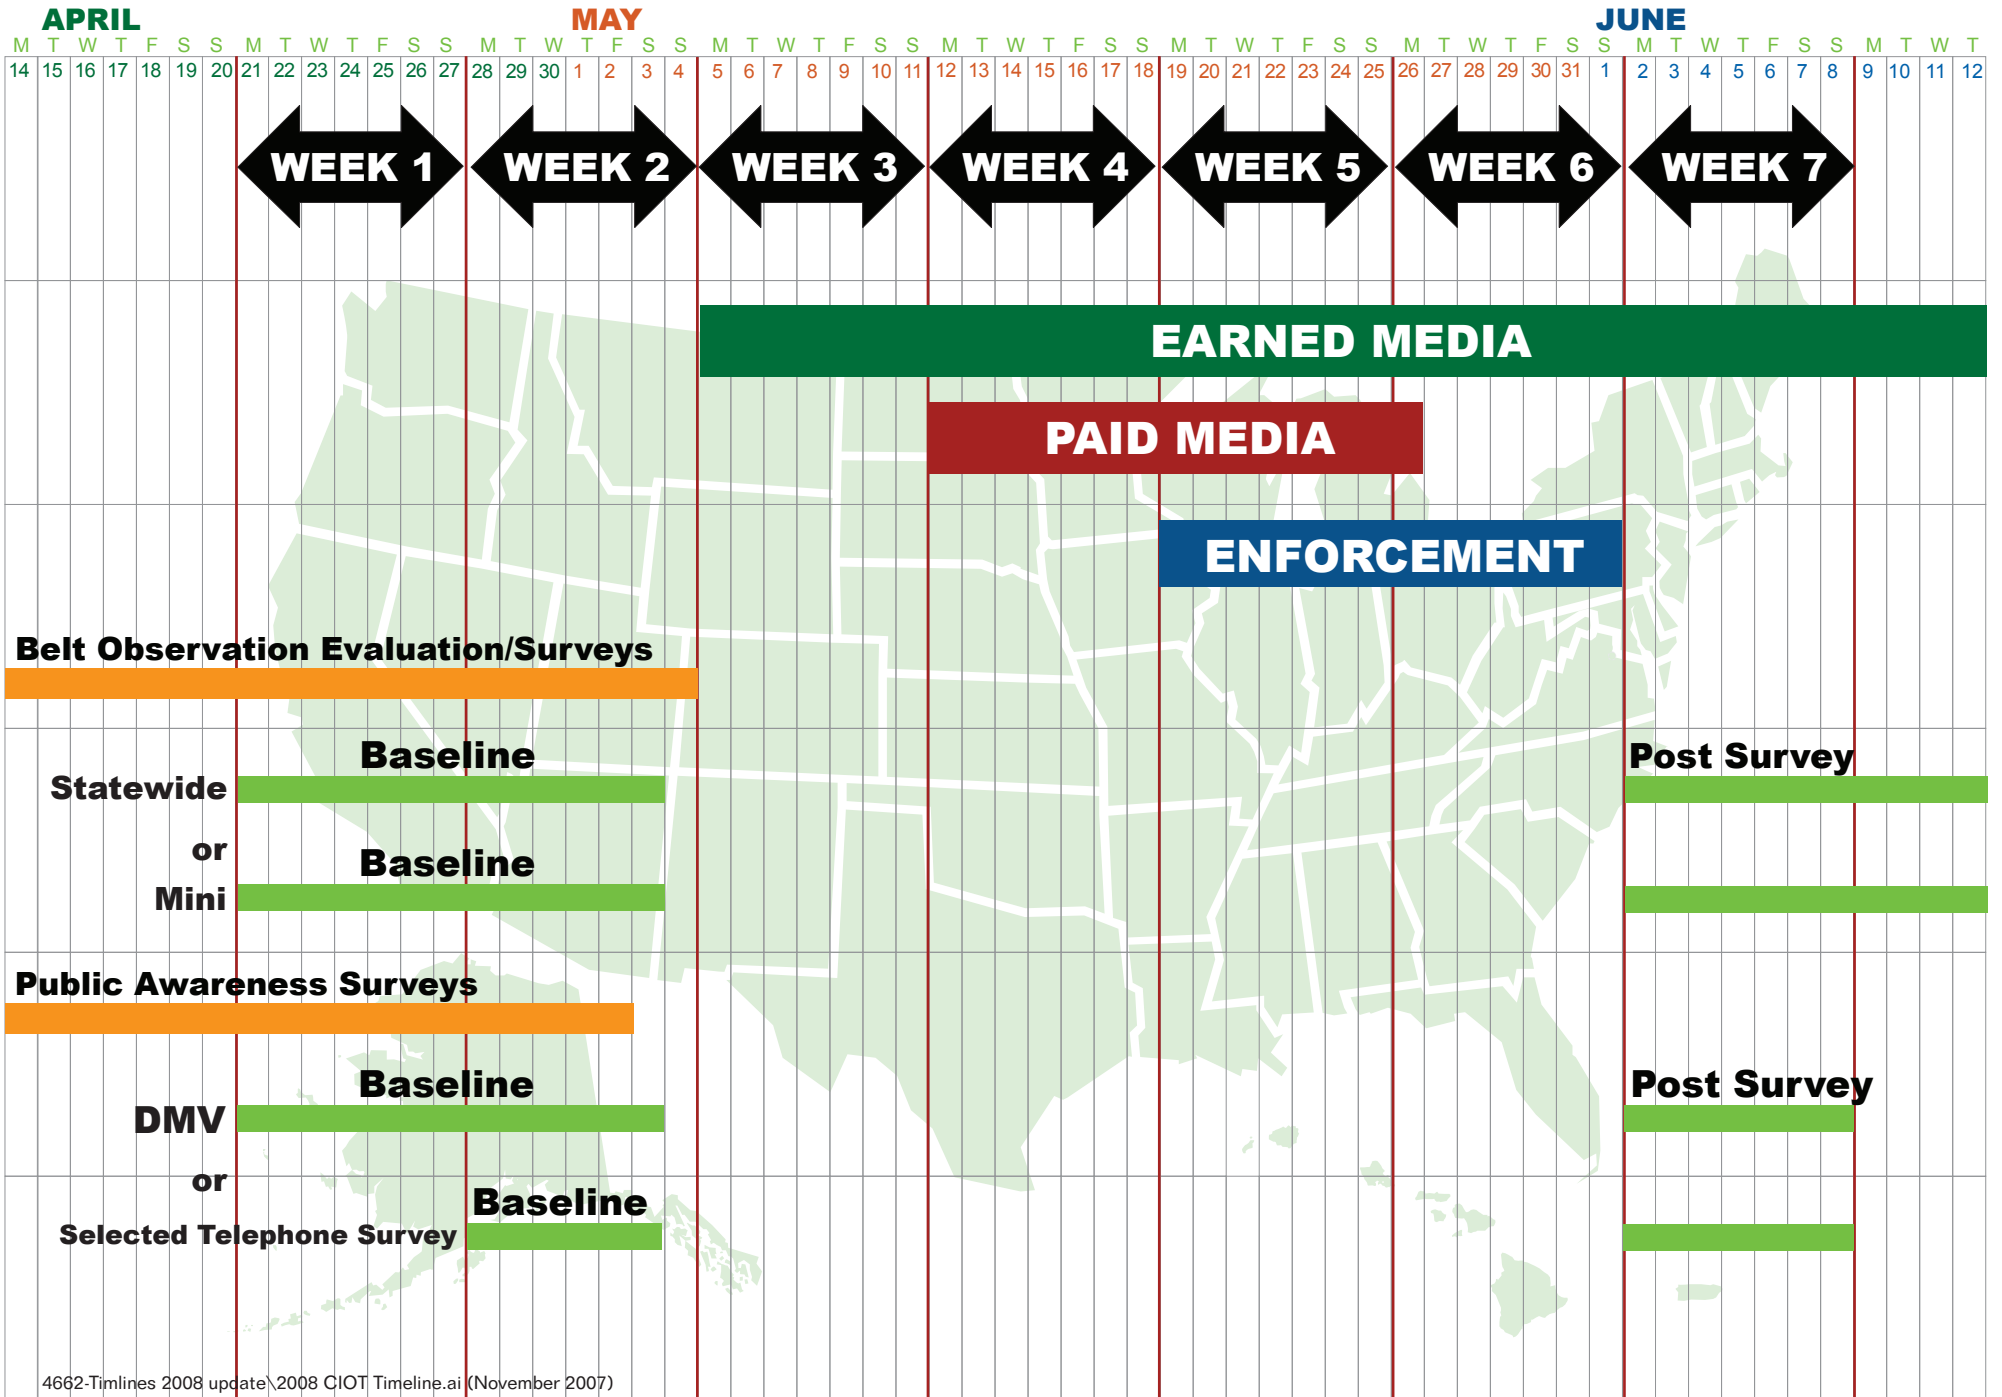 APRIL MAY JUNE
M T W T F S S M T W T F S S M T W T F S S M T W T F S S M T W T F S S M T W T F S S M T W T F S S M T W T F S S M T W T
14 15 16 17 18 19 20 21 22 23 24 25 26 27 28 29 30 1 2 3 4 5 6 7 8 9 10 11 12 13 14 15 16 17 18 19 20 21 22 23 24 25 26 27 28 29 30 31 1 2 3 4 5 6 7 8 9 10 11 12
WEEK 1 WEEK 2 WEEK 3 WEEK 4 WEEK 5 WEEK 6 WEEK 7
EARNED MEDIA
PAID MEDIA
ENFORCEMENT
Belt Observation Evaluation/Surveys
Baseline Post Survey
Statewide
or
Baseline
Mini
Public Awareness Surveys
Baseline Post Survey
DMV
or
Baseline
Selected Telephone Survey
4662-Timlines 2008 update\2008 CIOT Timeline.ai (November 2007)